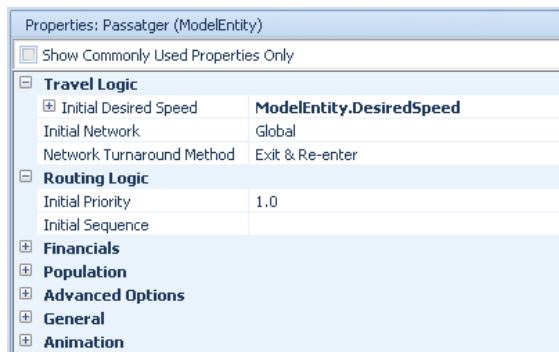 Properties: Passatger (ModelEntity)
Show Commonly Used Properties Only
Travel Logic
Initial Desired Speed ModelEntity.DesiredSpeed
Initial Network Global
Network Turnaround Method Exit & Re-enter
Routing Logic
Initial Priority 1.0
Initial Sequence
Financials
Population
Advanced Options
General
Animation